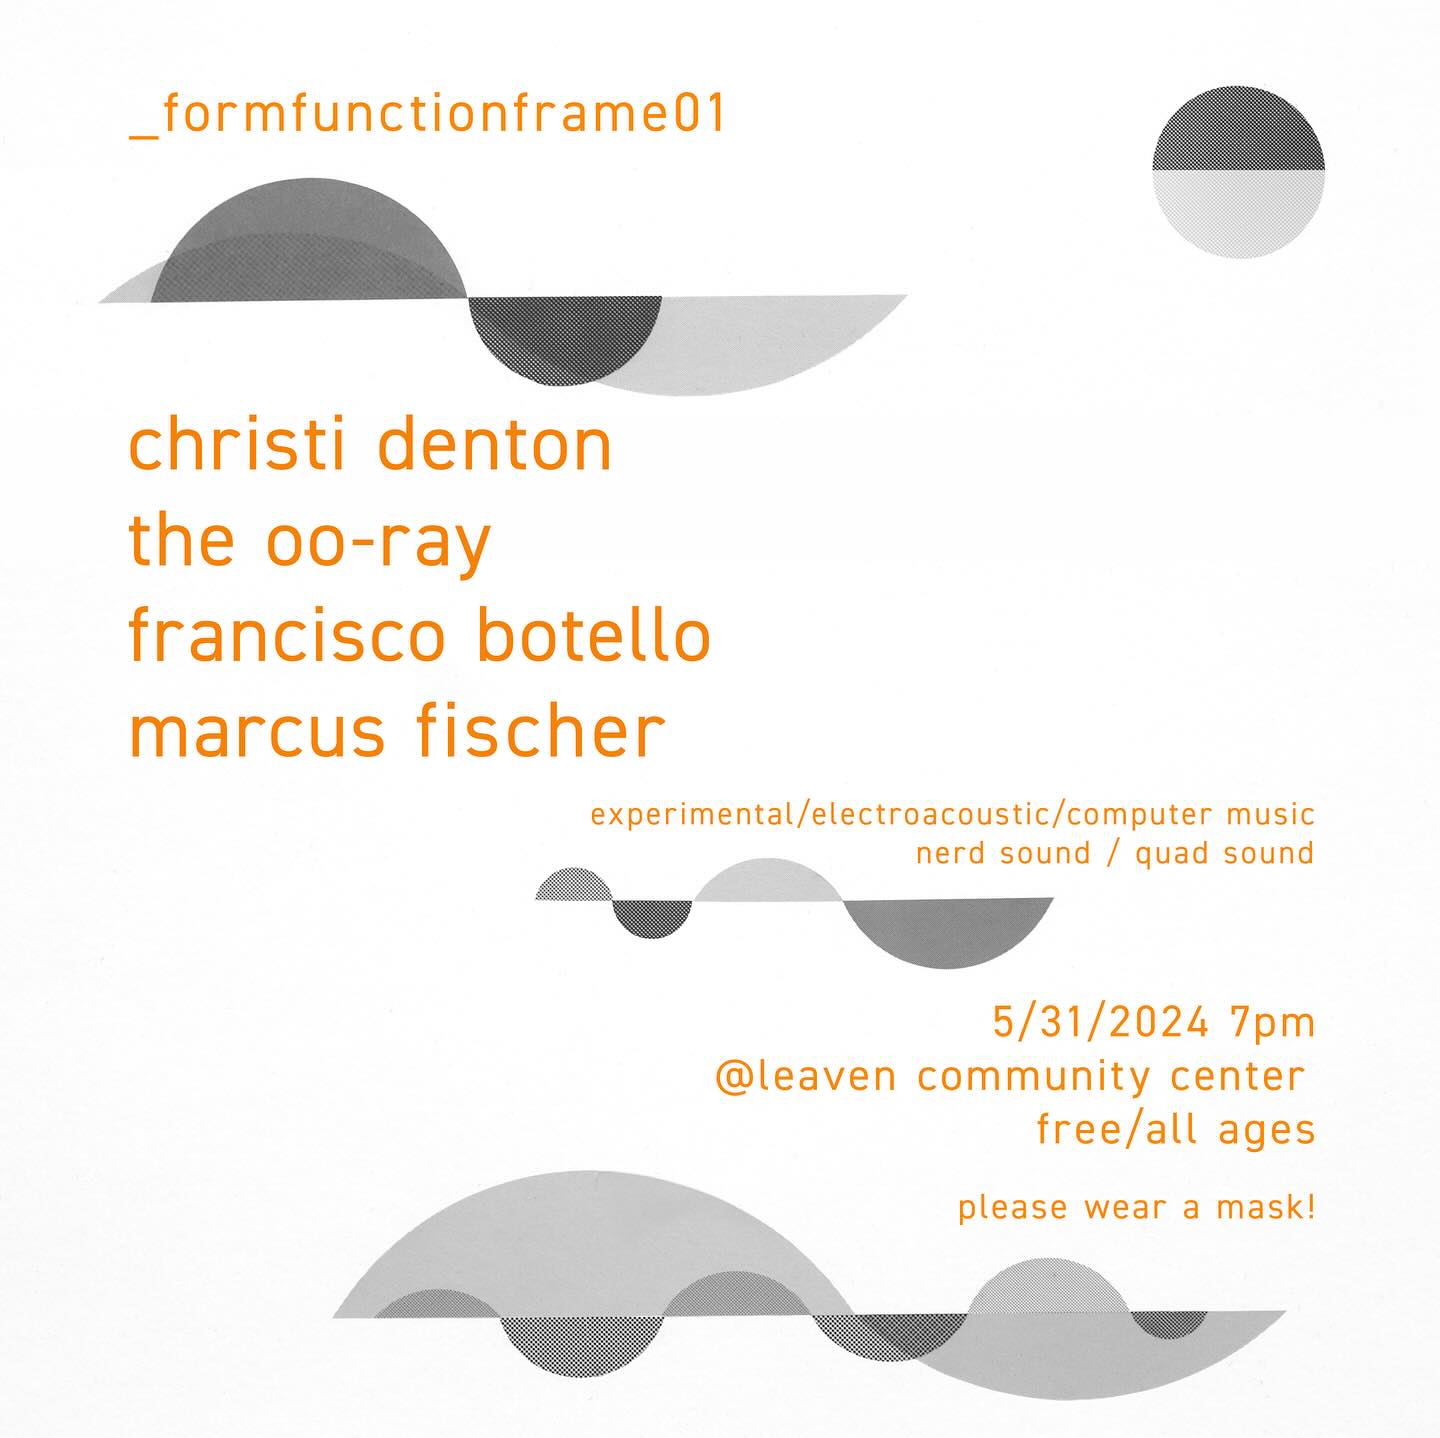 _formfunctionframe01
christi denton
the oo-ray
francisco botello
marcus fischer
experimental/electroacoustic/computer music
nerd sound / quad sound
5/31/2024 7pm
@leaven community center
free/all ages
please wear a mask!